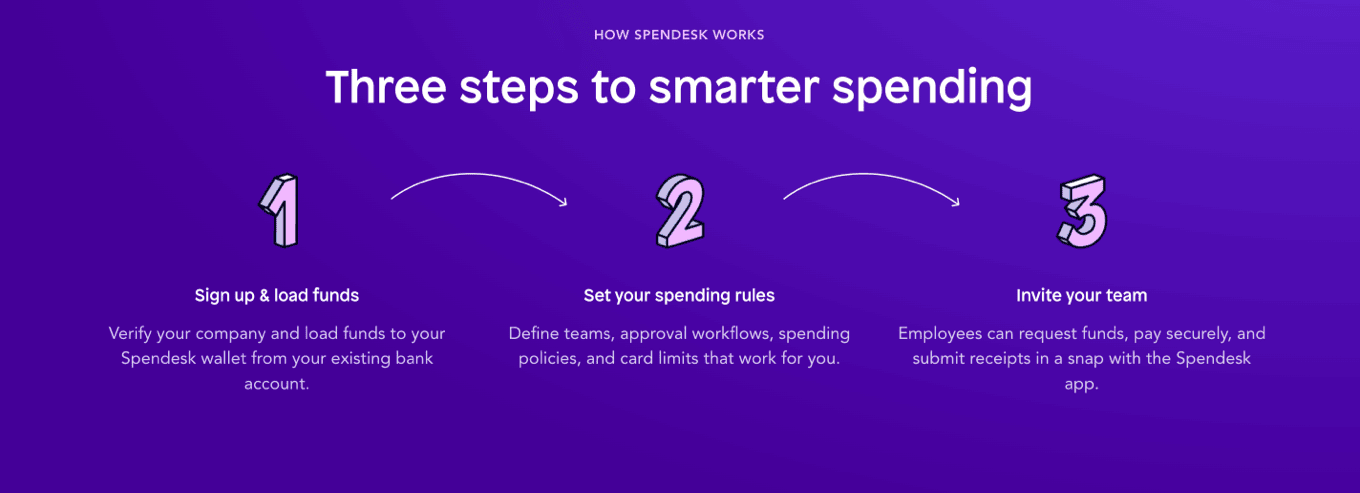 HOW SPENDESK WORKS
Three steps to smarter spending
1
2
3
Sign up & load funds
Verify your company and load funds to your
Spendesk wallet from your existing bank
account.
Set your spending rules
Define teams, approval workflows, spending
policies, and card limits that work for you.
Invite your team
Employees can request funds, pay securely, and
submit receipts in a snap with the Spendesk
app.